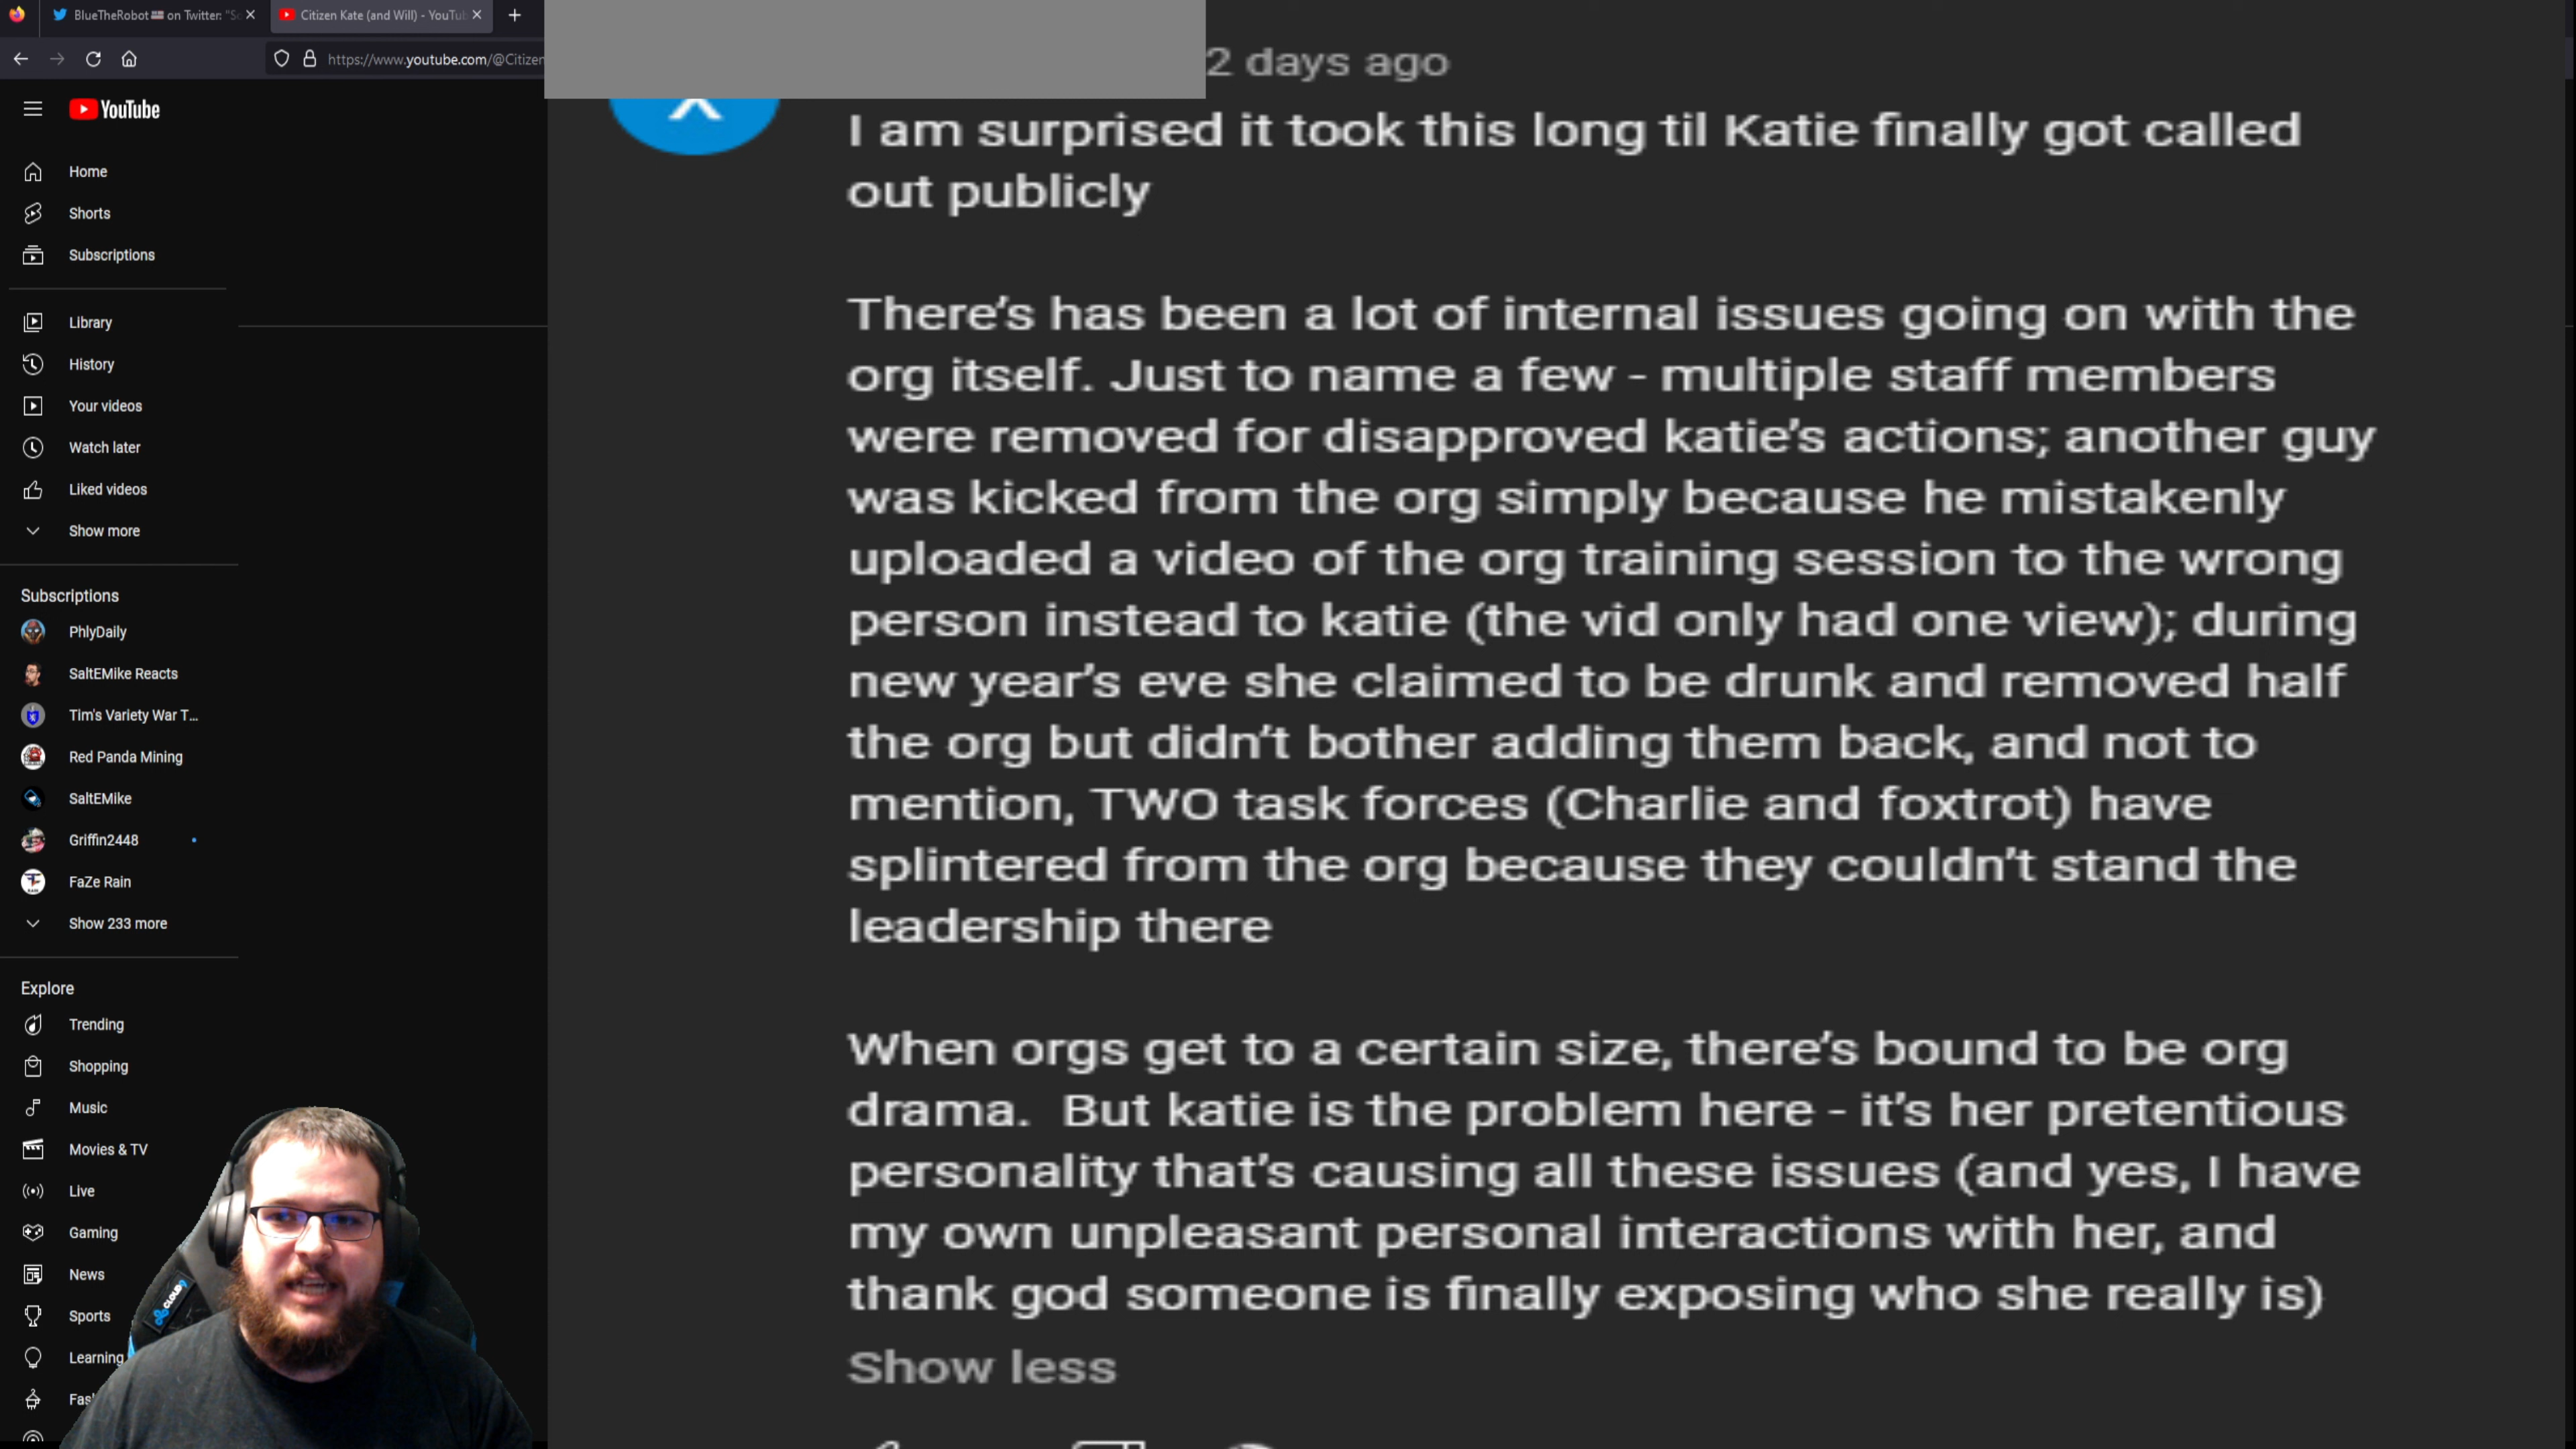 BlueTheRobot on Twitter: "Sc
Citizen Kate (and Will) - YouTub
https://www.youtube.com/@Citizen
YouTube
Home
Shorts
Subscriptions
Library
History
Your videos
Watch later
Liked videos
Show more
Subscriptions
PhlyDaily
SaltEMike Reacts
Tim's Variety War T...
Red Panda Mining
SaltEMike
Griffin2448
FaZe Rain
Show 233 more
Explore
Trending
Shopping
Music
Movies & TV
Live
Gaming
News
Sports
Learning
Fas
CLOUD9
2 days ago
I am surprised it took this long til Katie finally got called
out publicly
There's has been a lot of internal issues going on with the
org itself. Just to name a few - multiple staff members
were removed for disapproved katie's actions; another guy
was kicked from the org simply because he mistakenly
uploaded a video of the org training session to the wrong
person instead to katie (the vid only had one view); during
new year's eve she claimed to be drunk and removed half
the org but didn't bother adding them back, and not to
mention, TWO task forces (Charlie and foxtrot) have
splintered from the org because they couldn't stand the
leadership there
When orgs get to a certain size, there's bound to be org
drama. But katie is the problem here - it's her pretentious
personality that's causing all these issues (and yes, I have
my own unpleasant personal interactions with her, and
thank god someone is finally exposing who she really is)
Show less